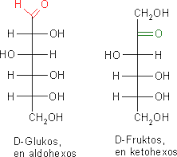 H O
H OH
HO H
H OH
H OH
CH₂OH
D-Glukos,
en aldohexos
CH₂OH
O
HO H
H OH
H OH
CH₂OH
D-Fruktos,
en ketohexos